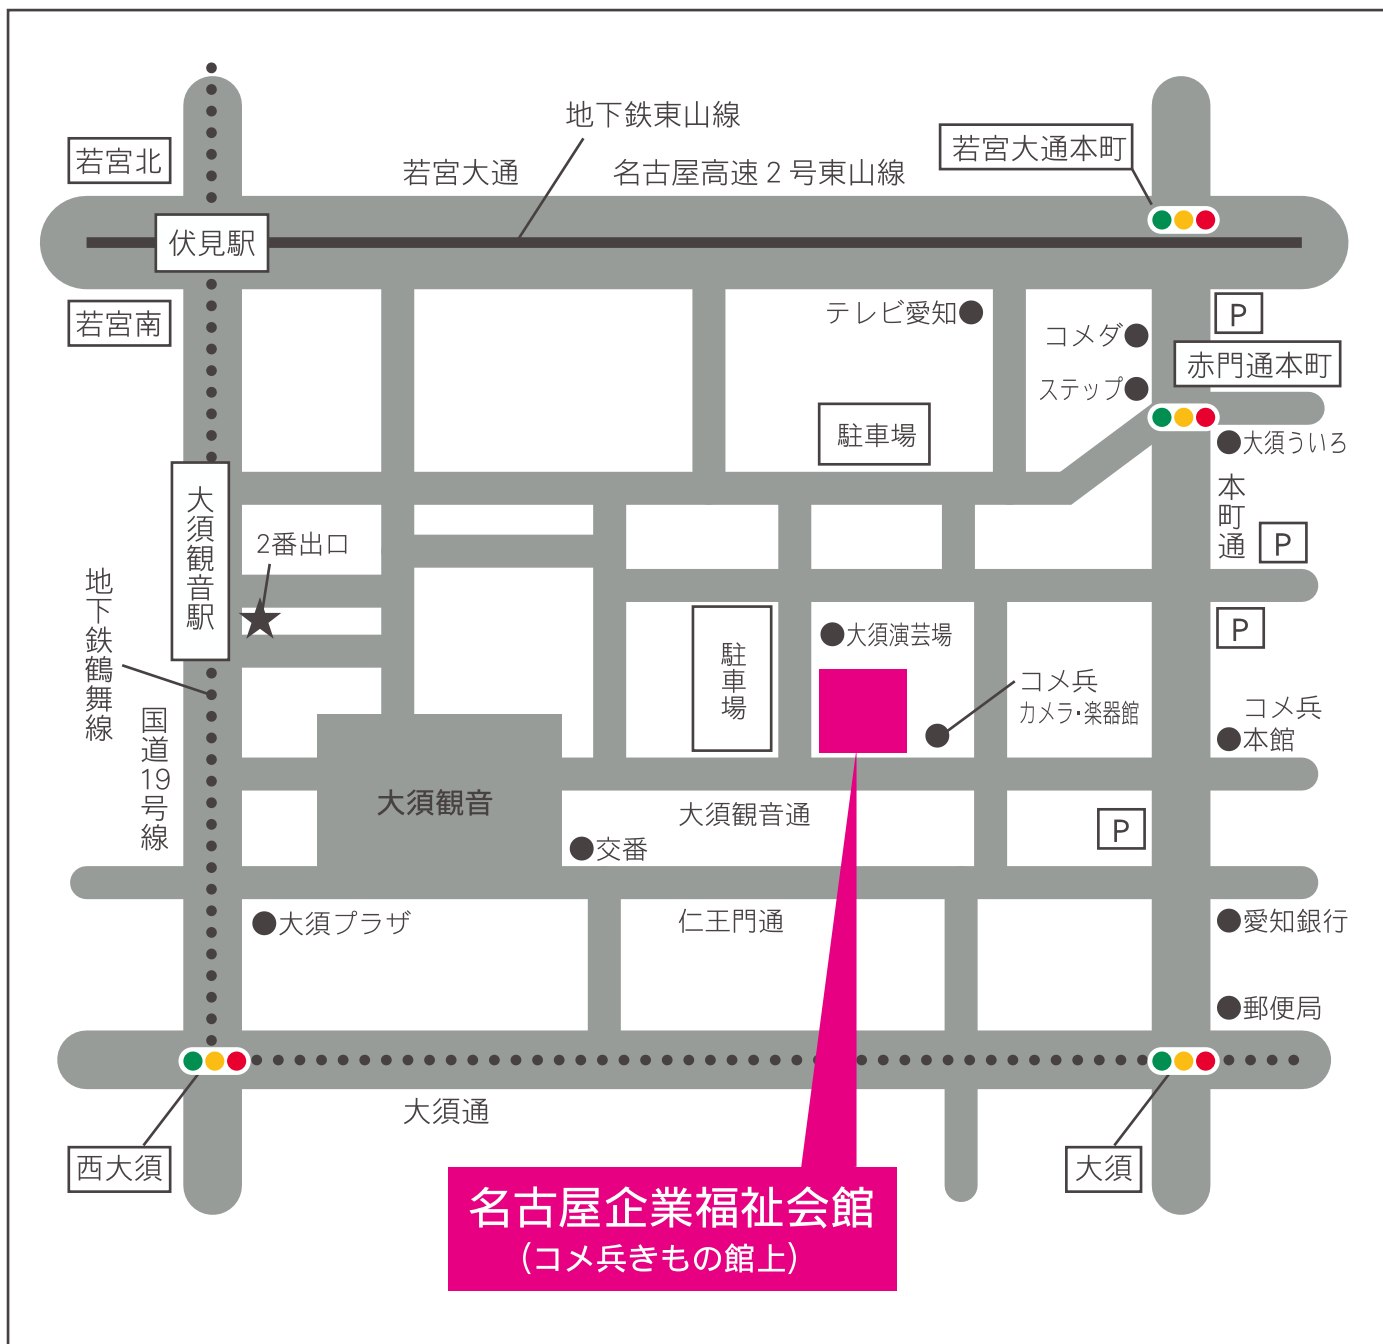 地下鉄東山線
若宮北
若宮大通
名古屋高速2号東山線
若宮大通本町
伏見駅
若宮南
テレビ愛知
コメダ
ステップ
P
赤門通本町
駐車場
大須ういろ
本町通
P
大須観音駅
2番出口
地下鉄鶴舞線
国道19号線
駐車場
大須演芸場
P
コメ兵
カメラ・楽器館
コメ兵
本館
大須観音
大須観音通
交番
P
大須プラザ
仁王門通
愛知銀行
郵便局
大須通
西大須
大須
名古屋企業福祉会館
(コメ兵きもの館上)